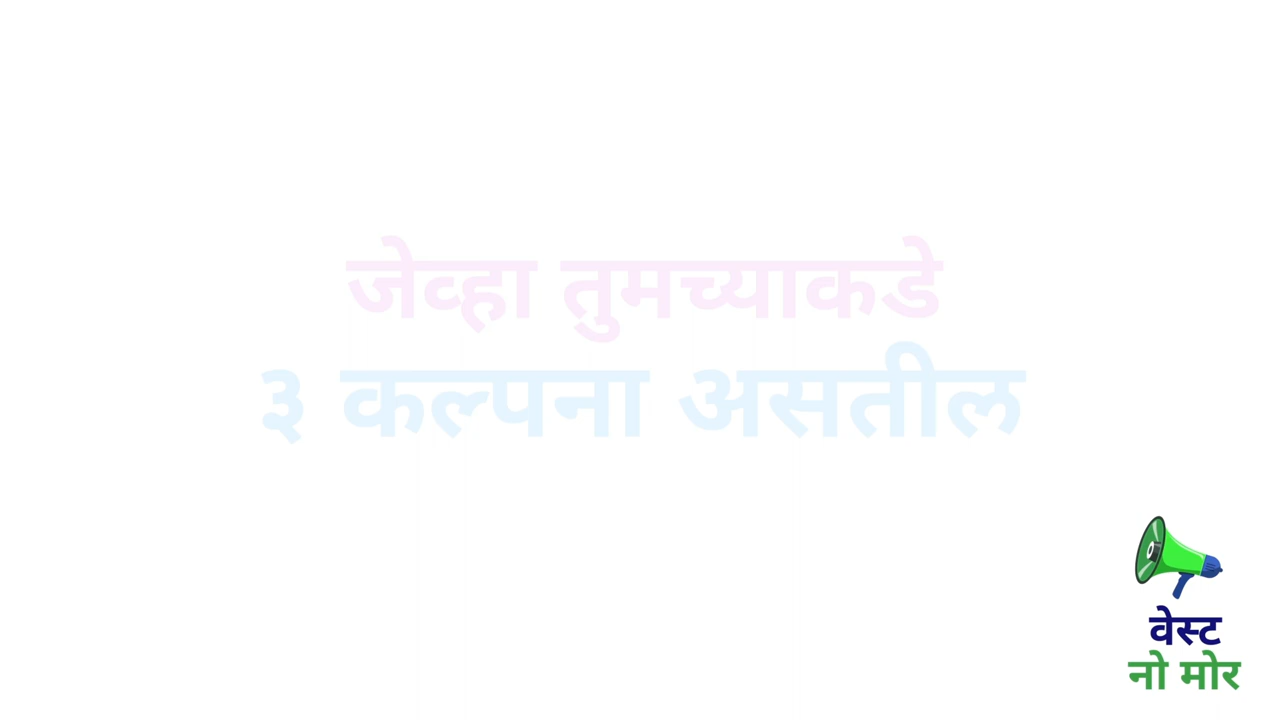 जेव्हा तुमच्याकडे
३ कल्पना असतील
वेस्ट
नो मोर